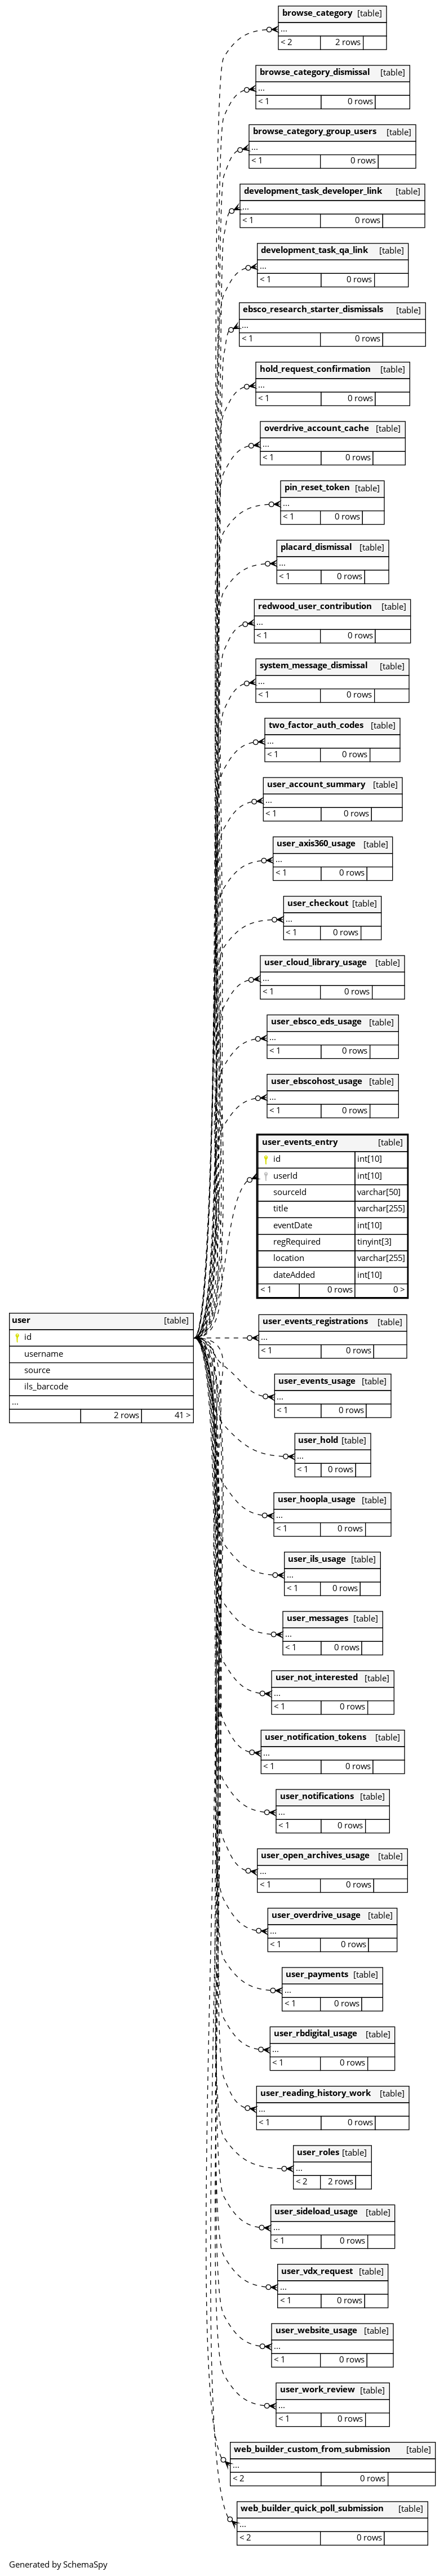 browse_category [table]
...
< 2 2 rows
browse_category_dismissal [table]
...
< 1 0 rows
browse_category_group_users [table]
...
< 1 0 rows
development_task_developer_link [table]
...
< 1 0 rows
development_task_qa_link [table]
...
< 1 0 rows
ebsco_research_starter_dismissals [table]
...
< 1 0 rows
hold_request_confirmation [table]
...
< 1 0 rows
overdrive_account_cache [table]
...
< 1 0 rows
pin_reset_token [table]
...
< 1 0 rows
placard_dismissal [table]
...
< 1 0 rows
redwood_user_contribution [table]
...
< 1 0 rows
system_message_dismissal [table]
...
< 1 0 rows
two_factor_auth_codes [table]
...
< 1 0 rows
user_account_summary [table]
...
< 1 0 rows
user_axis360_usage [table]
...
< 1 0 rows
user_checkout [table]
...
< 1 0 rows
user_cloud_library_usage [table]
...
< 1 0 rows
user_ebsco_eds_usage [table]
...
< 1 0 rows
user_ebscohost_usage [table]
...
< 1 0 rows
user_events_entry [table]
id int[10]
userId int[10]
sourceId varchar[50]
title varchar[255]
eventDate int[10]
regRequired tinyint[3]
location varchar[255]
dateAdded int[10]
< 1 0 rows 0 >
user [table]
id
username
source
ils_barcode
...
2 rows 41 >
user_events_registrations [table]
...
< 1 0 rows
user_events_usage [table]
...
< 1 0 rows
user_hold [table]
...
< 1 0 rows
user_hoopla_usage [table]
...
< 1 0 rows
user_ils_usage [table]
...
< 1 0 rows
user_messages [table]
...
< 1 0 rows
user_not_interested [table]
...
< 1 0 rows
user_notification_tokens [table]
...
< 1 0 rows
user_notifications [table]
...
< 1 0 rows
user_open_archives_usage [table]
...
< 1 0 rows
user_overdrive_usage [table]
...
< 1 0 rows
user_payments [table]
...
< 1 0 rows
user_rbdigital_usage [table]
...
< 1 0 rows
user_reading_history_work [table]
...
< 1 0 rows
user_roles [table]
...
< 2 2 rows
user_sideload_usage [table]
...
< 1 0 rows
user_vdx_request [table]
...
< 1 0 rows
user_website_usage [table]
...
< 1 0 rows
user_work_review [table]
...
< 1 0 rows
web_builder_custom_from_submission [table]
...
< 2 0 rows
web_builder_quick_poll_submission [table]
...
< 2 0 rows
Generated by SchemaSpy